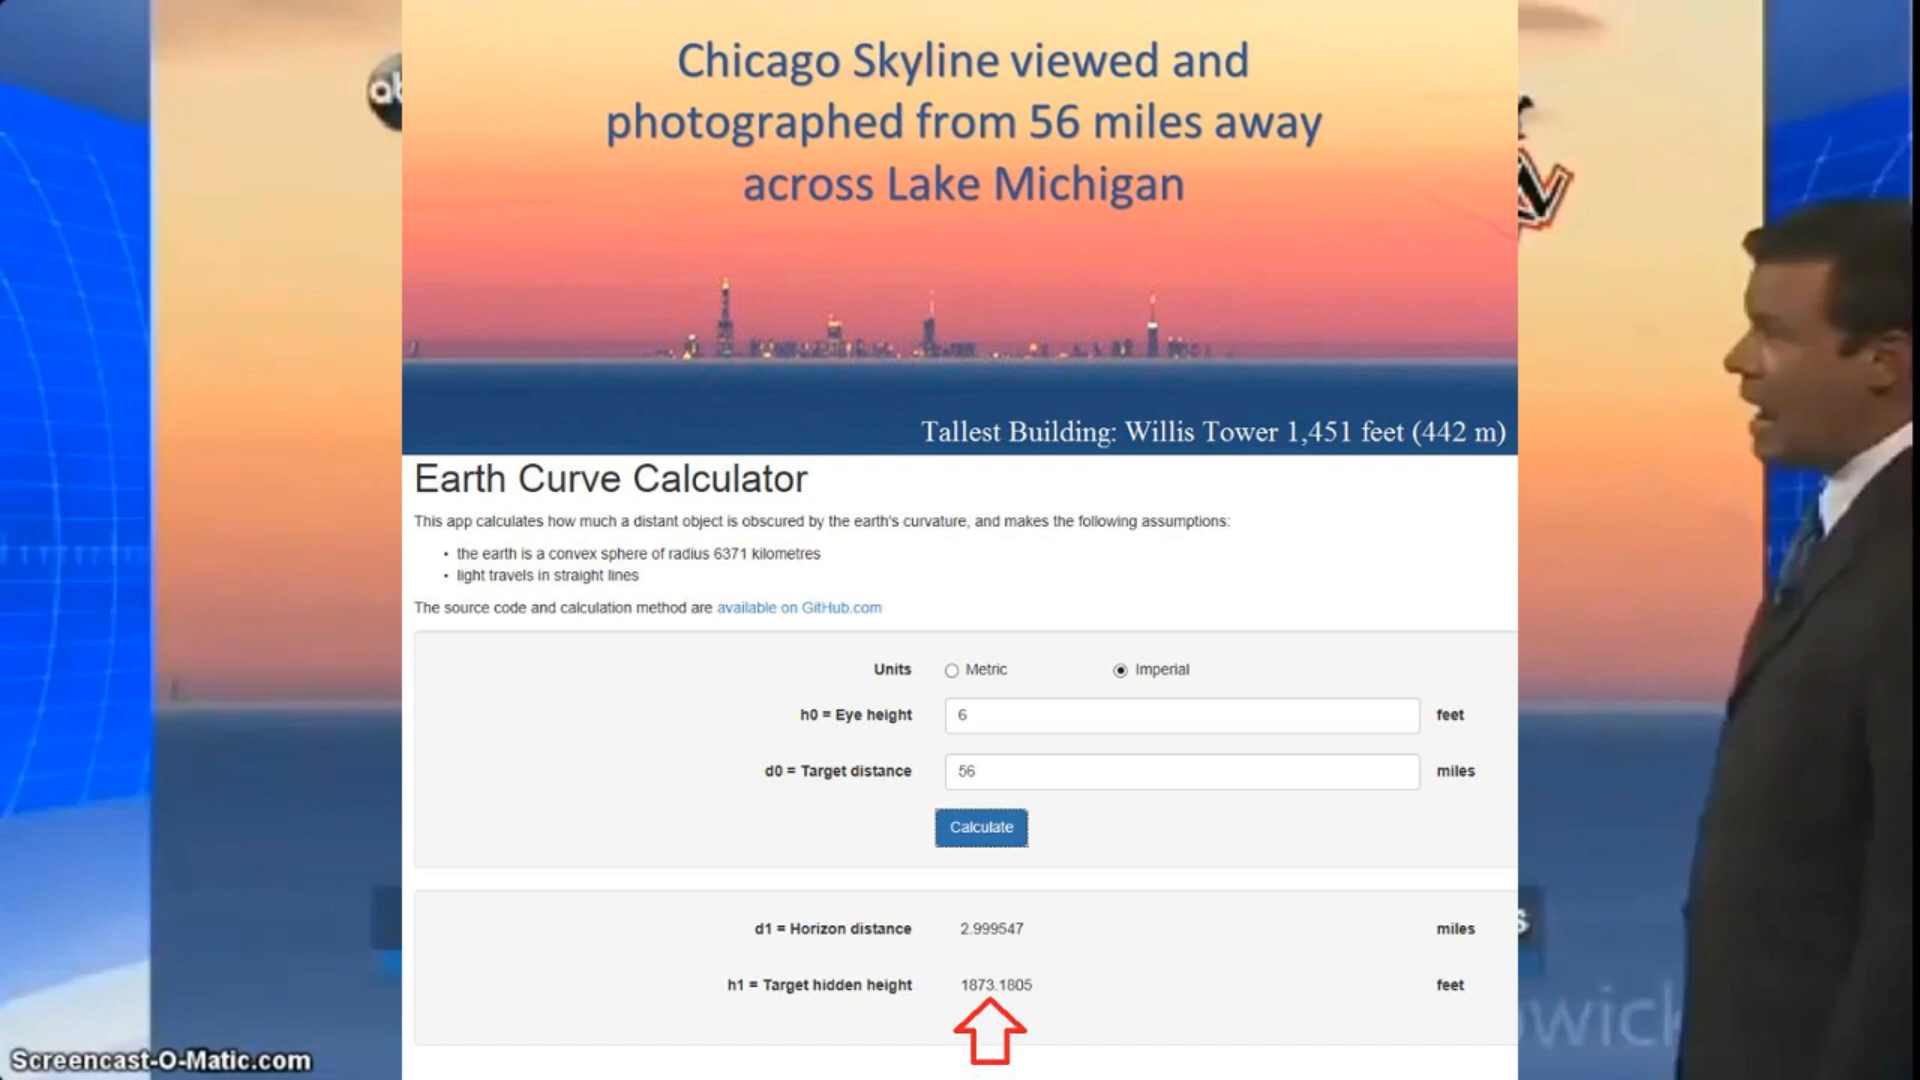 Chicago Skyline viewed and
photographed from 56 miles away
across Lake Michigan
Tallest Building: Willis Tower 1,451 feet (442 m)
Earth Curve Calculator
This app calculates how much a distant object is obscured by the earth's curvature, and makes the following assumptions:
• the earth is a convex sphere of radius 6371 kilometres
• light travels in straight lines
The source code and calculation method are available on GitHub.com
Units Metric Imperial
h0 = Eye height 6 feet
d0 = Target distance 56 miles
Calculate
d1 = Horizon distance 2.999547 miles
h1 = Target hidden height 1873.1805 feet
Screencast-O-Matic.com